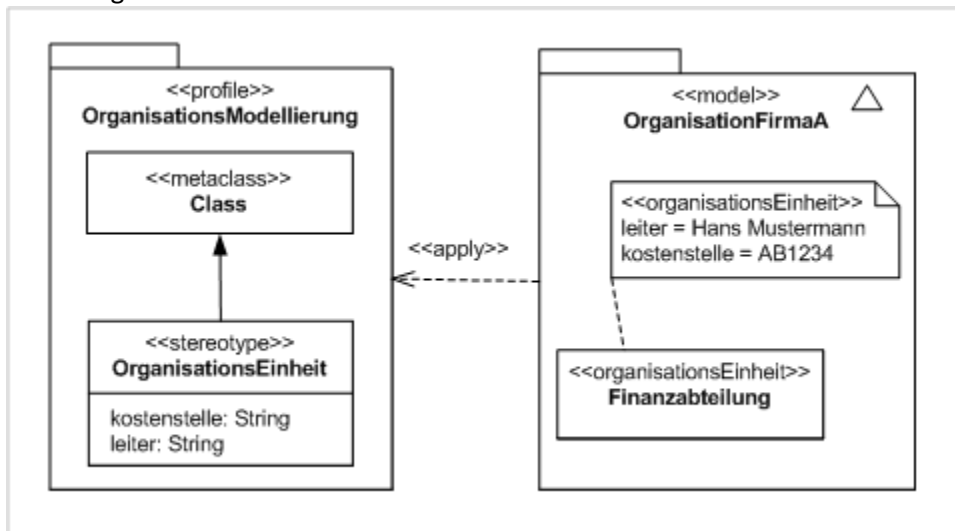 <<profile>>
OrganisationsModellierung
<<metaclass>>
Class
<<stereotype>>
OrganisationsEinheit
kostenstelle: String
leiter: String
<<apply>>
<<model>>
OrganisationFirmaA
<<organisationsEinheit>>
leiter = Hans Mustermann
kostenstelle = AB1234
<<organisationsEinheit>>
Finanzabteilung